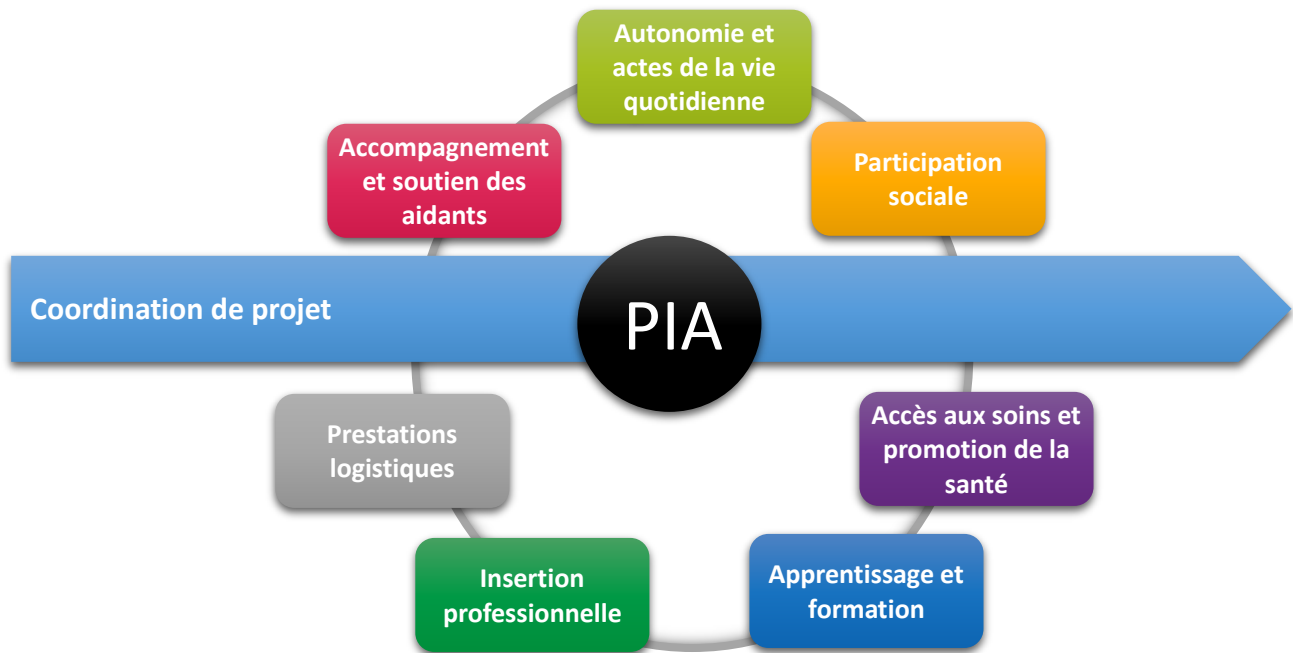 Autonomie et
actes de la vie
quotidienne
Accompagnement
et soutien des
aidants
Participation
sociale
Coordination de projet
PIA
Prestations
logistiques
Accès aux soins et
promotion de la
santé
Insertion
professionnelle
Apprentissage et
formation